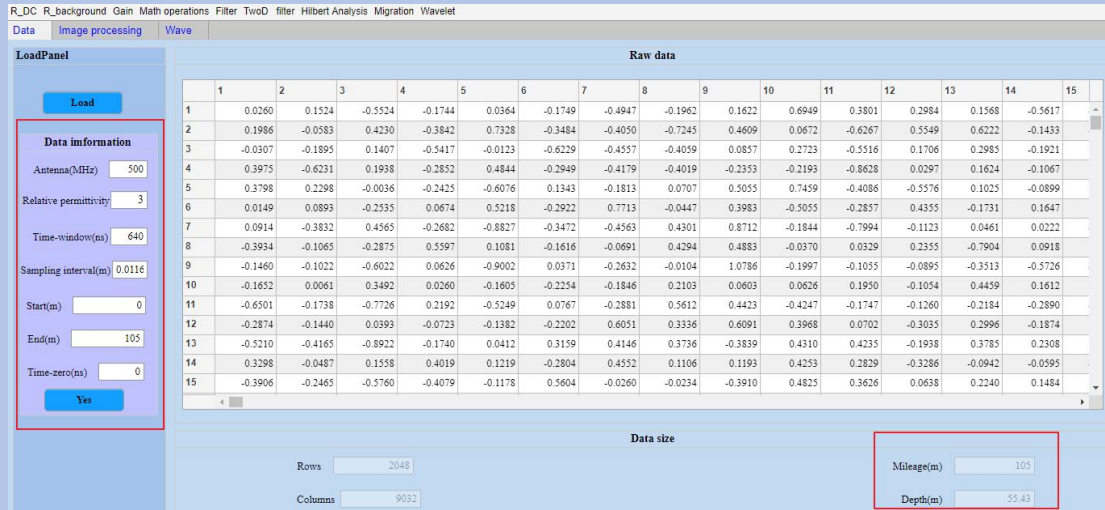 R_DC R_background Gain Math operations Filter TwoD filter Hilbert Analysis Migration Wavelet
Data Image processing Wave
LoadPanel
Load
Data imformation
Antenna(MHz) 500
Relative permittivity 3
Time-window(ns) 640
Sampling interval(m) 0.0116
Start(m) 0
End(m) 105
Time-zero(ns) 0
Yes
Raw data
1 2 3 4 5 6 7 8 9 10 11 12 13 14 15
1 0.0260 0.1524 -0.5524 -0.1744 0.0364 -0.1749 -0.4947 -0.1962 0.1622 0.6949 0.3801 0.2984 0.1568 -0.5617
2 0.1986 -0.0583 0.4230 -0.3842 0.7328 -0.3484 -0.4050 -0.7245 0.4609 0.0672 -0.6267 0.5549 0.6222 -0.1433
3 -0.0307 -0.1895 0.1407 -0.5417 -0.0123 -0.6229 -0.4557 -0.4059 0.0857 0.2723 -0.5516 0.1706 0.2985 -0.1921
4 0.3975 -0.6231 0.1938 -0.2852 0.4844 -0.2949 -0.4179 -0.4019 -0.2353 -0.2193 -0.8628 0.0297 0.1624 -0.1067
5 0.3798 0.2298 -0.0036 -0.2425 -0.6076 0.1343 -0.1813 0.0707 0.5055 0.7459 -0.4086 -0.5576 0.1025 -0.0899
6 0.0149 0.0893 -0.2535 0.0674 0.5218 -0.2922 0.7713 -0.0447 0.3983 -0.5055 -0.2857 0.4355 -0.1731 0.1647
7 0.0914 -0.3832 0.4565 -0.2682 -0.8827 -0.3472 -0.4563 0.4301 0.8712 -0.1844 -0.7994 -0.1123 0.0461 0.0222
8 -0.3934 -0.1065 -0.2875 0.5597 0.1081 -0.1616 -0.0691 0.4294 0.4883 -0.0370 0.0329 0.2355 -0.7904 0.0918
9 -0.1460 -0.1022 -0.6022 0.0626 -0.9002 0.0371 -0.2632 -0.0104 1.0786 -0.1997 -0.1055 -0.0895 -0.3513 -0.5726
10 -0.1652 0.0061 0.3492 0.0260 -0.1605 -0.2254 -0.1846 0.2103 0.0603 0.0626 0.1950 -0.1054 0.4459 0.1612
11 -0.6501 -0.1738 -0.7726 0.2192 -0.5249 0.0767 -0.2881 0.5612 0.4423 -0.4247 -0.1747 -0.1260 -0.2184 -0.2890
12 -0.2874 -0.1440 0.0393 -0.0723 -0.1382 -0.2202 0.6051 0.3336 0.6091 0.3968 0.0702 -0.3035 0.2996 -0.1874
13 -0.5210 -0.4165 -0.8922 -0.1740 0.0412 0.3159 0.4146 0.3736 -0.3839 0.4310 0.4235 -0.1938 0.3785 0.2308
14 0.3298 -0.0487 0.1558 0.4019 0.1219 -0.2804 0.4552 0.1106 0.1193 0.4253 0.2829 -0.3286 -0.0942 -0.0595
15 -0.3906 -0.2465 -0.5760 -0.4079 -0.1178 0.5604 -0.0260 -0.0234 -0.3910 0.4825 0.3626 0.0638 0.2240 0.1484
Data size
Rows 2048
Columns 9032
Mileage(m) 105
Depth(m) 55.43